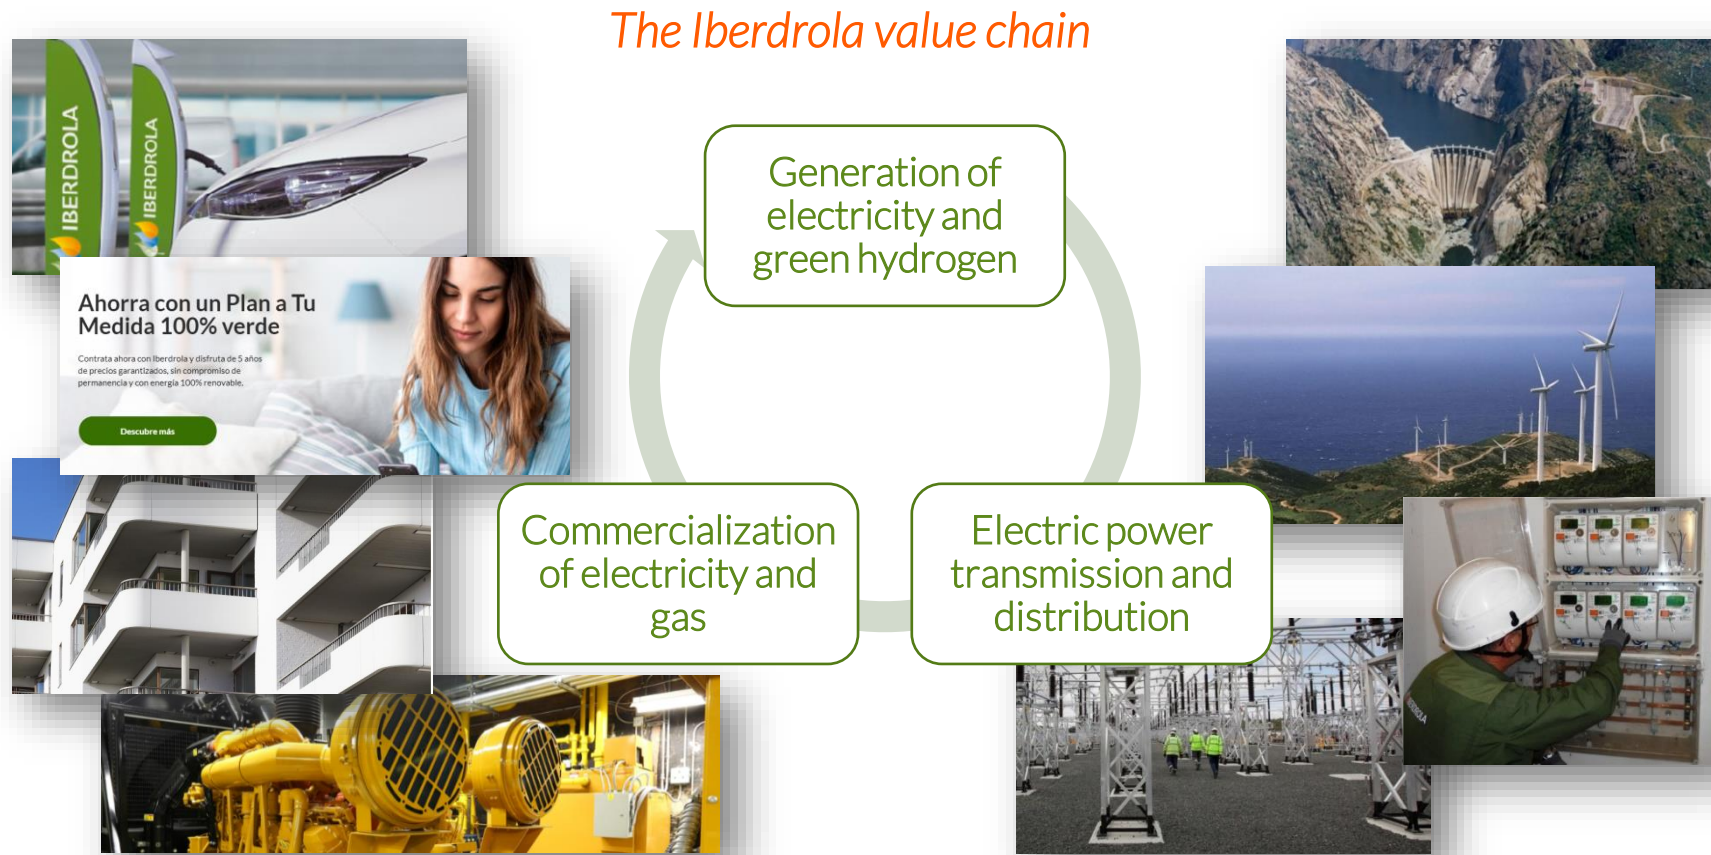 The Iberdrola value chain
IBERDROLA
IBERDROLA
Generation of
electricity and
green hydrogen
Ahorra con un Plan a Tu
Medida 100% verde
Contrata ahora con Iberdrola y disfruta de 5 años
de precios garantizados, sin compromiso de
permanencia y con energía 100% renovable.
Descubre más
Commercialization
of electricity and
gas
Electric power
transmission and
distribution
IBERDROLA